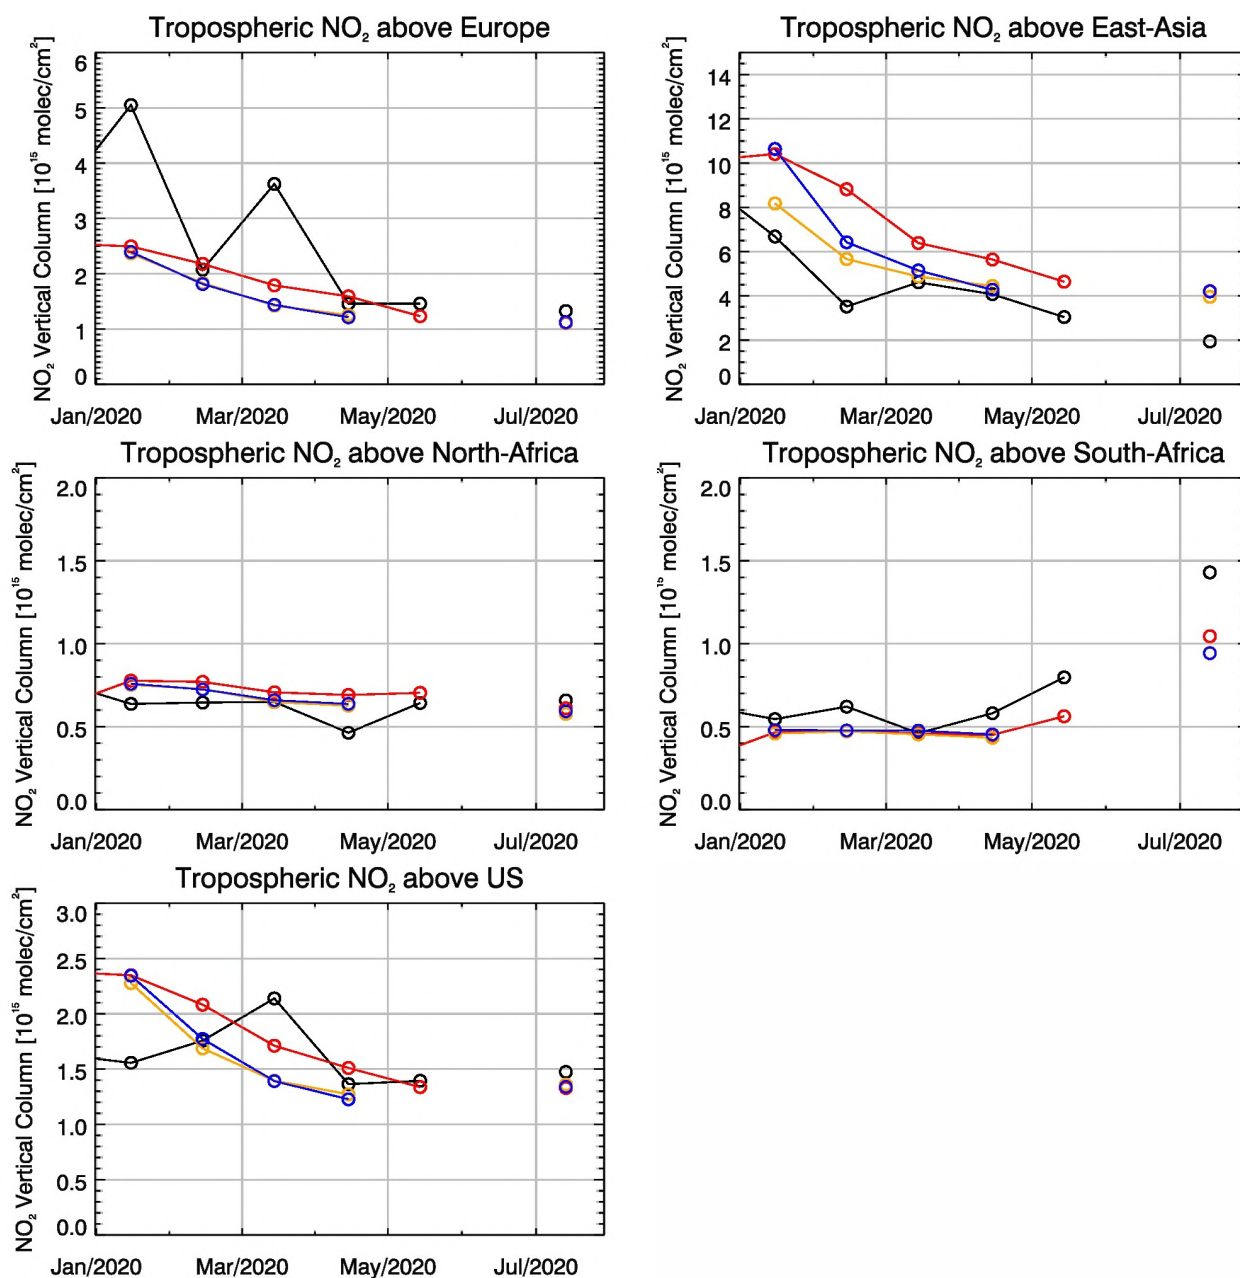 Tropospheric NO₂ above Europe
NO₂ Vertical Column [10¹⁵ molec/cm²]
6
5
4
3
2
1
0
Jan/2020 Mar/2020 May/2020 Jul/2020
Tropospheric NO₂ above East-Asia
NO₂ Vertical Column [10¹⁵ molec/cm²]
14
12
10
8
6
4
2
0
Jan/2020 Mar/2020 May/2020 Jul/2020
Tropospheric NO₂ above North-Africa
NO₂ Vertical Column [10¹⁵ molec/cm²]
2.0
1.5
1.0
0.5
0.0
Jan/2020 Mar/2020 May/2020 Jul/2020
Tropospheric NO₂ above South-Africa
NO₂ Vertical Column [10¹⁵ molec/cm²]
2.0
1.5
1.0
0.5
0.0
Jan/2020 Mar/2020 May/2020 Jul/2020
Tropospheric NO₂ above US
NO₂ Vertical Column [10¹⁵ molec/cm²]
3.0
2.5
2.0
1.5
1.0
0.5
0.0
Jan/2020 Mar/2020 May/2020 Jul/2020